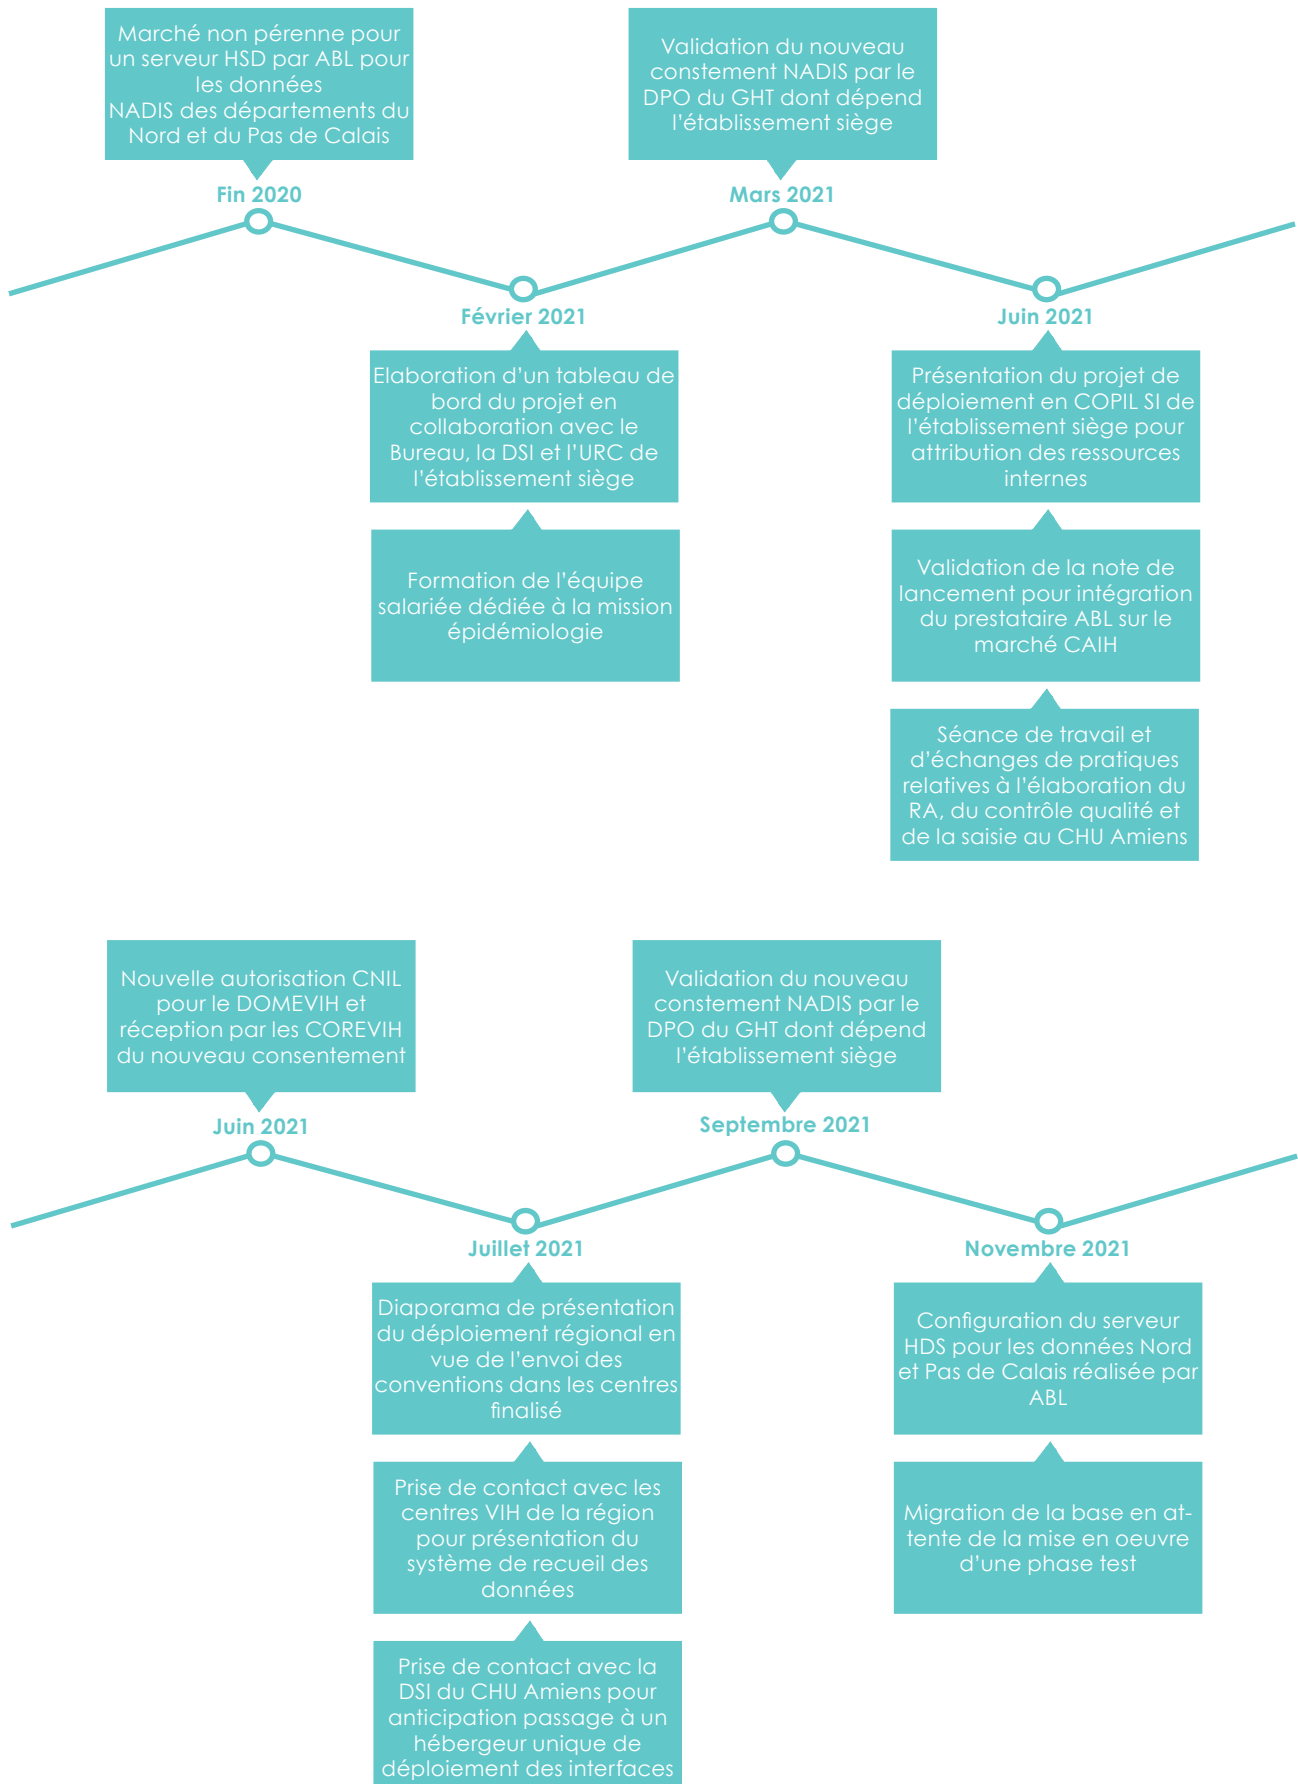 Marché non pérenne pour
un serveur HSD par ABL pour
les données
NADIS des départements du
Nord et du Pas de Calais
Fin 2020
Validation du nouveau
constement NADIS par le
DPO du GHT dont dépend
l'établissement siège
Mars 2021
Février 2021
Elaboration d'un tableau de
bord du projet en
collaboration avec le
Bureau, la DSI et l'URC de
l'établissement siège
Formation de l'équipe
salariée dédiée à la mission
épidémiologie
Juin 2021
Présentation du projet de
déploiement en COPIL SI de
l'établissement siège pour
attribution des ressources
internes
Validation de la note de
lancement pour intégration
du prestataire ABL sur le
marché CAIH
Séance de travail et
d'échanges de pratiques
relatives à l'élaboration du
RA, du contrôle qualité et
de la saisie au CHU Amiens
Nouvelle autorisation CNIL
pour le DOMEVIH et
réception par les COREVIH
du nouveau consentement
Juin 2021
Validation du nouveau
constement NADIS par le
DPO du GHT dont dépend
l'établissement siège
Septembre 2021
Juillet 2021
Diaporama de présentation
du déploiement régional en
vue de l'envoi des
conventions dans les centres
finalisé
Prise de contact avec les
centres VIH de la région
pour présentation du
système de recueil des
données
Prise de contact avec la
DSI du CHU Amiens pour
anticipation passage à un
hébergeur unique de
déploiement des interfaces
Novembre 2021
Configuration du serveur
HDS pour les données Nord
et Pas de Calais réalisée par
ABL
Migration de la base en at-
tente de la mise en oeuvre
d'une phase test